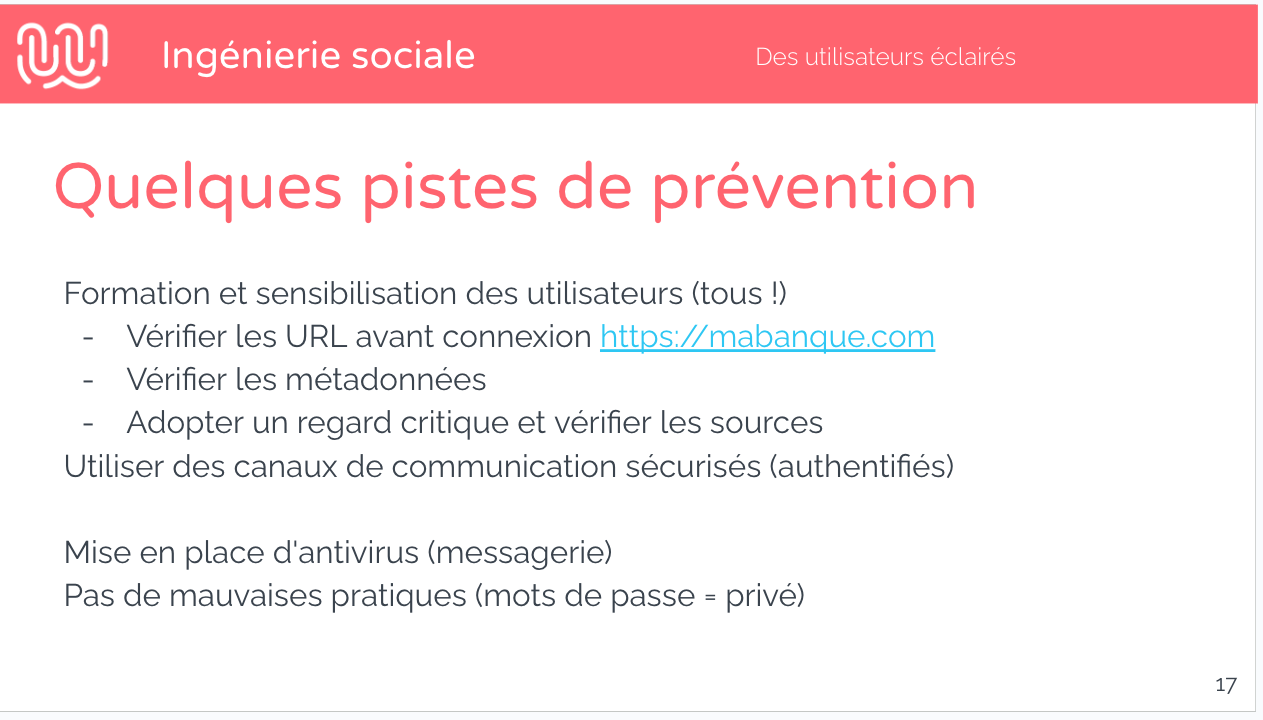 Ingénierie sociale
Des utilisateurs éclairés
Quelques pistes de prévention
Formation et sensibilisation des utilisateurs (tous !)
- Vérifier les URL avant connexion https://mabanque.com
- Vérifier les métadonnées
- Adopter un regard critique et vérifier les sources
Utiliser des canaux de communication sécurisés (authentifiés)
Mise en place d'antivirus (messagerie)
Pas de mauvaises pratiques (mots de passe = privé)
17